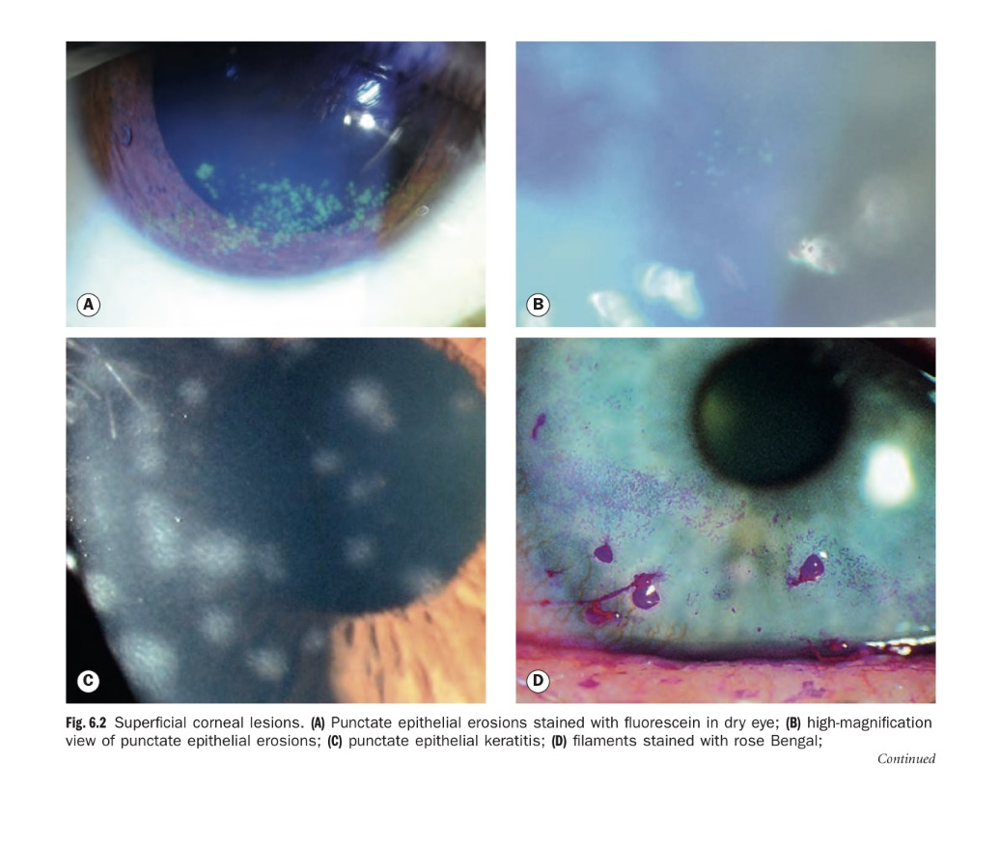 A
B
C
D
Fig. 6.2 Superficial corneal lesions. (A) Punctate epithelial erosions stained with fluorescein in dry eye; (B) high-magnification
view of punctate epithelial erosions; (C) punctate epithelial keratitis; (D) filaments stained with rose Bengal;
Continued